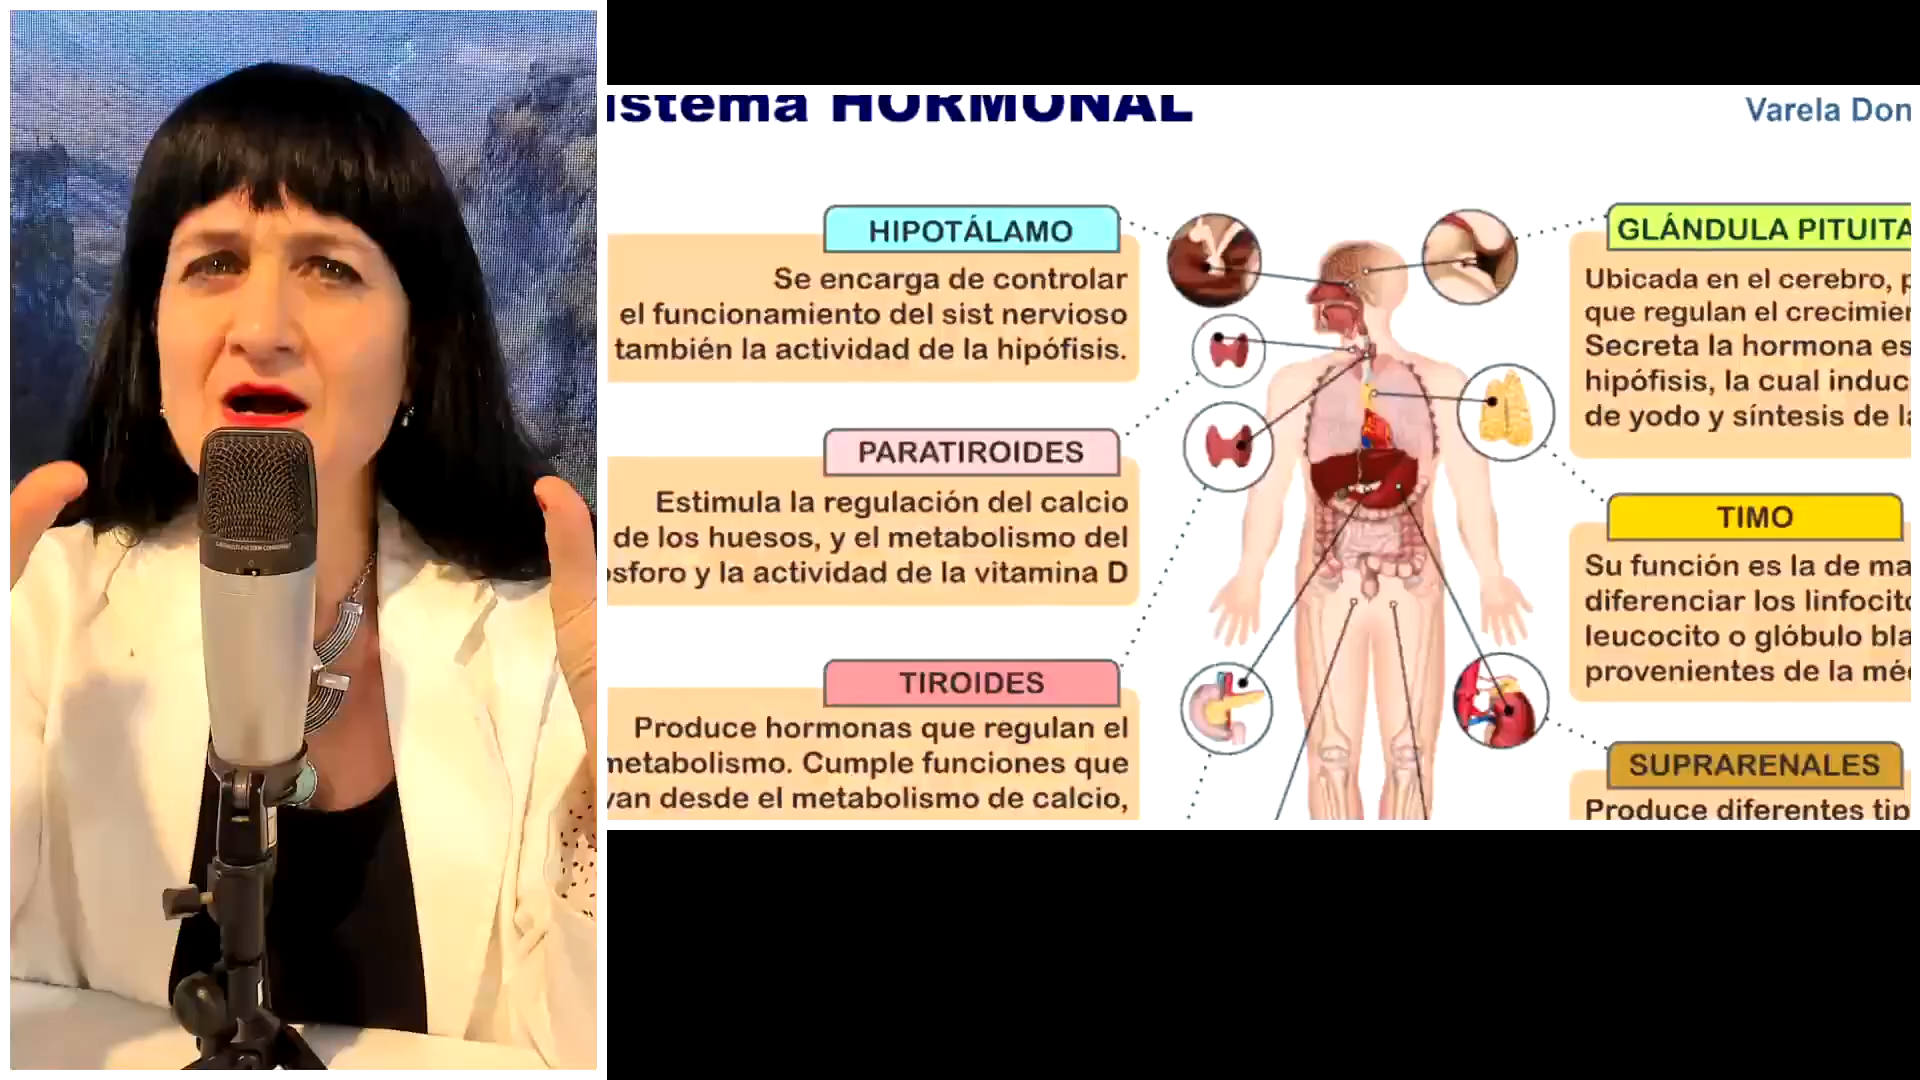 istema HORMONAL
Varela Don
HIPOTÁLAMO
Se encarga de controlar
el funcionamiento del sist nervioso
también la actividad de la hipófisis.
PARATIROIDES
Estimula la regulación del calcio
de los huesos, y el metabolismo del
osforo y la actividad de la vitamina D
TIROIDES
Produce hormonas que regulan el
metabolismo. Cumple funciones que
van desde el metabolismo de calcio,
GLÁNDULA PITUITA
Ubicada en el cerebro, p
que regulan el crecimier
Secreta la hormona es
hipófisis, la cual induc
de yodo y síntesis de la
TIMO
Su función es la de ma
diferenciar los linfocito
leucocito o glóbulo bla
provenientes de la mé
SUPRARENALES
Produce diferentes tip